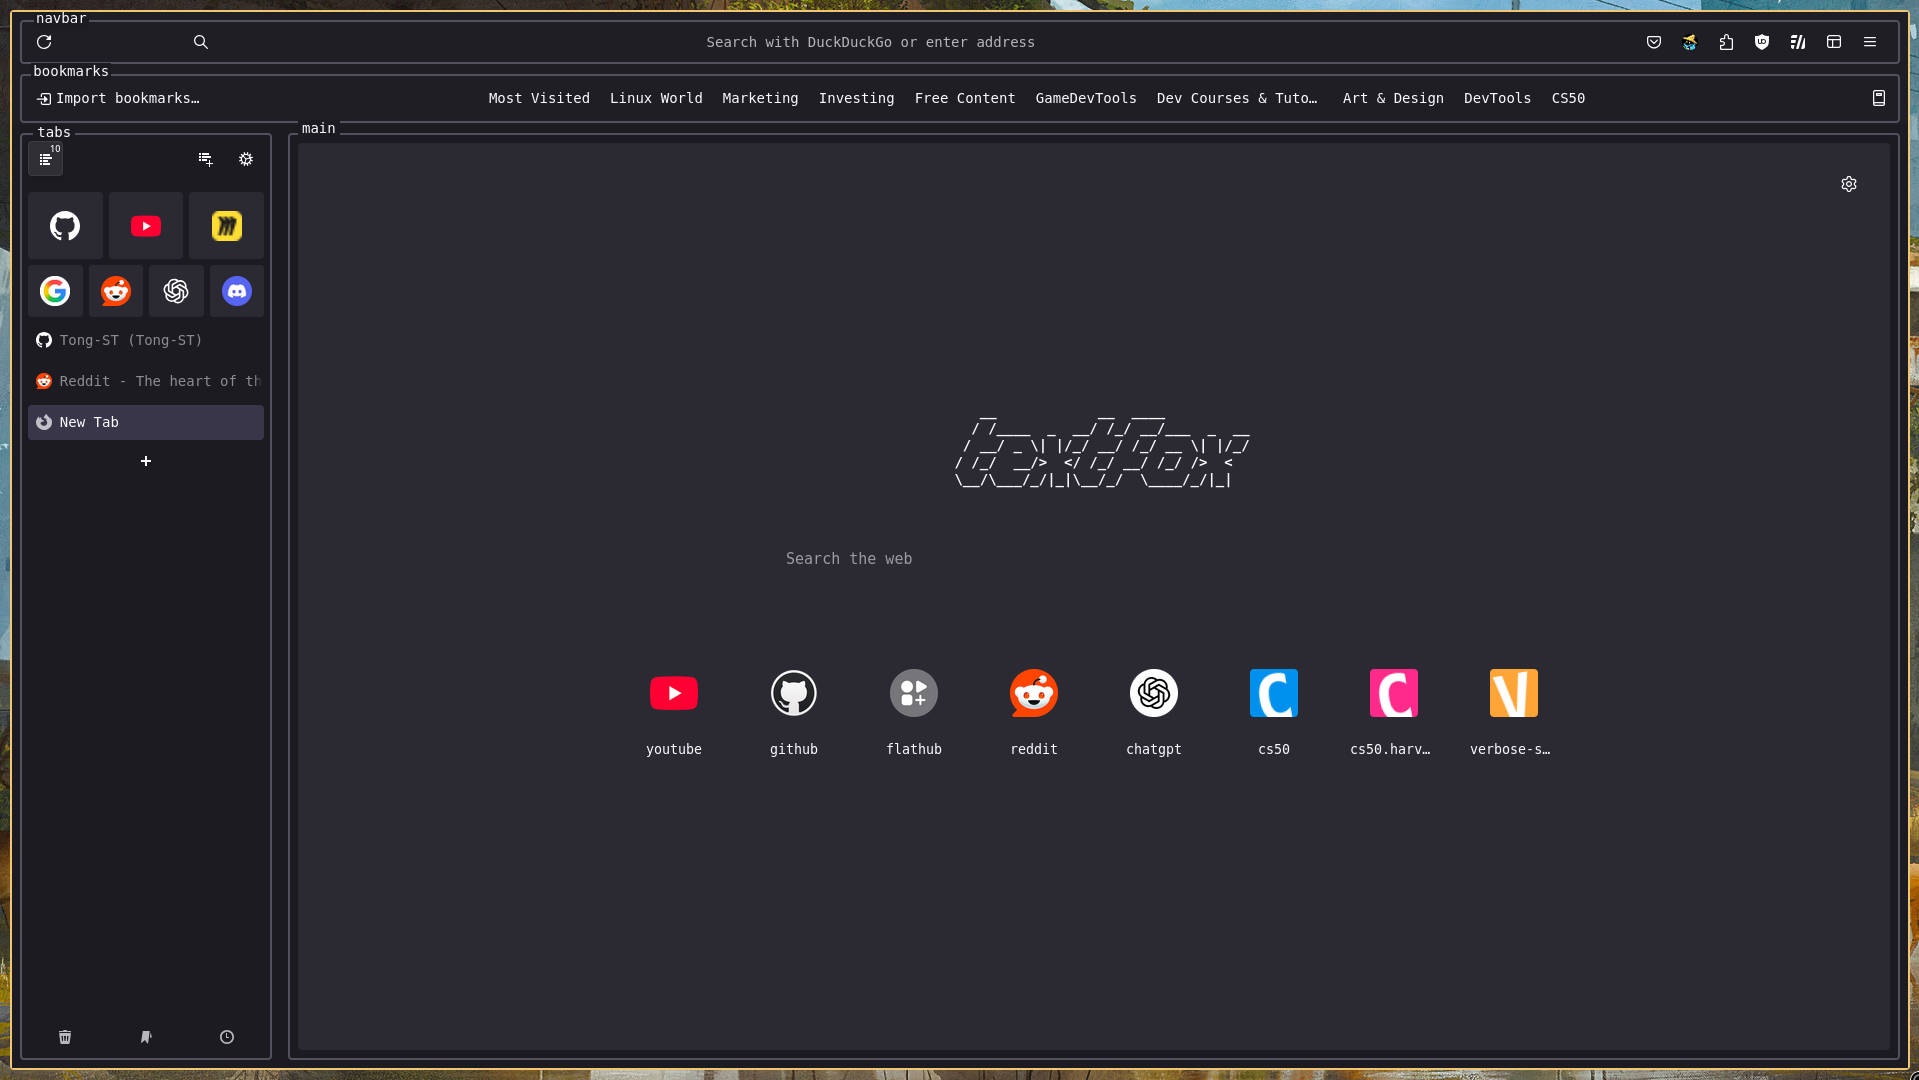 navbar
Search with DuckDuckGo or enter address
bookmarks
Import bookmarks…
Most Visited
Linux World
Marketing
Investing
Free Content
GameDevTools
Dev Courses & Tuto…
Art & Design
DevTools
CS50
tabs
main
10
Tong-ST (Tong-ST)
Reddit - The heart of th
New Tab
textfox
Search the web
youtube
github
flathub
reddit
chatgpt
cs50
cs50.harv…
verbose-s…